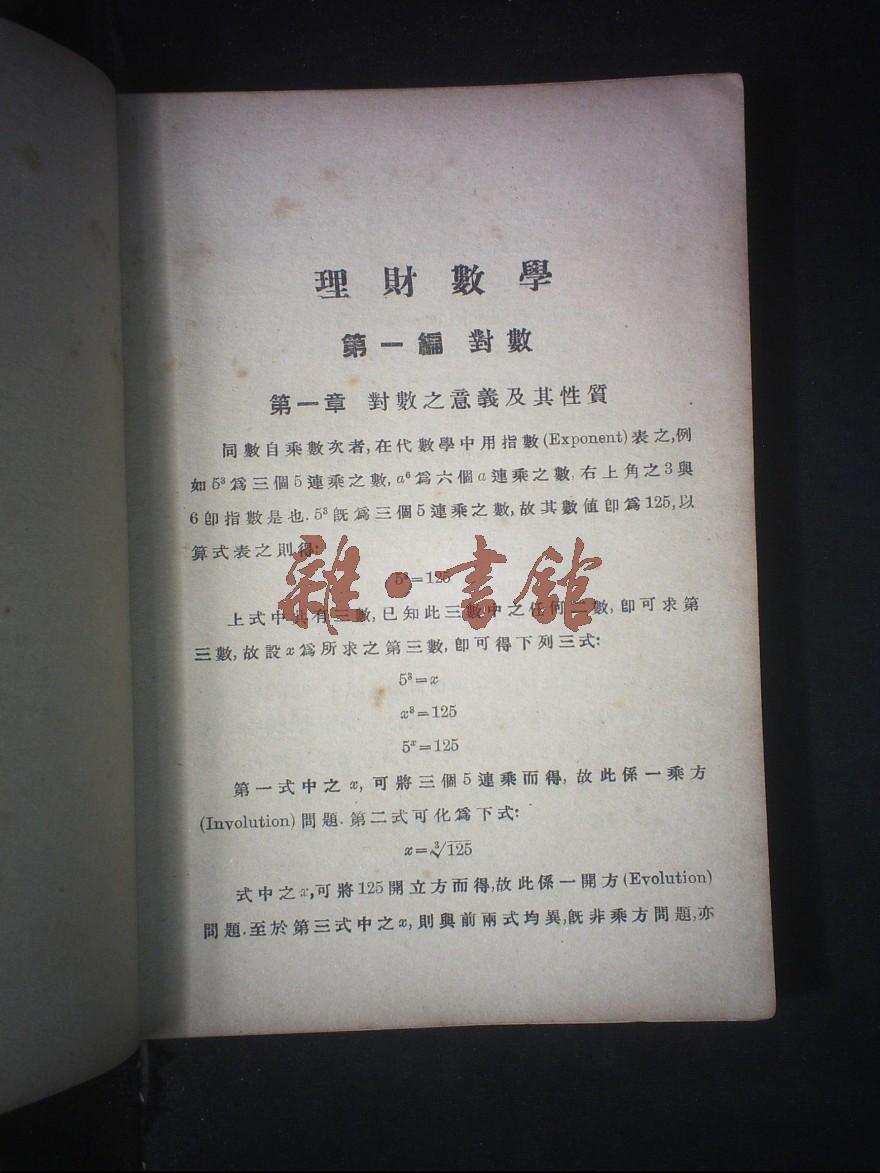 理財數學
第一編 對數
第一章 對數之意義及其性質
同數自乘數次者,在代數學中用指數(Exponent)表之,例
如5³爲三個5連乘之數,a⁶爲六個a連乘之數,右上角之3與
6卽指數是也.5³旣爲三個5連乘之數,故其數値卽爲125,以
算式表之則得:
5³=125
雜·書館
上式中共有三數,已知此三數中之任何二數,卽可求第
三數,故設x爲所求之第三數,卽可得下列三式:
5³=x
x³=125
5ˣ=125
第一式中之x,可將三個5連乘而得,故此係一乘方
(Involution)問題.第二式可化爲下式:
x=∛125
式中之x,可將125開立方而得,故此係一開方(Evolution)
問題.至於第三式中之x,則與前兩式均異,旣非乘方問題,亦